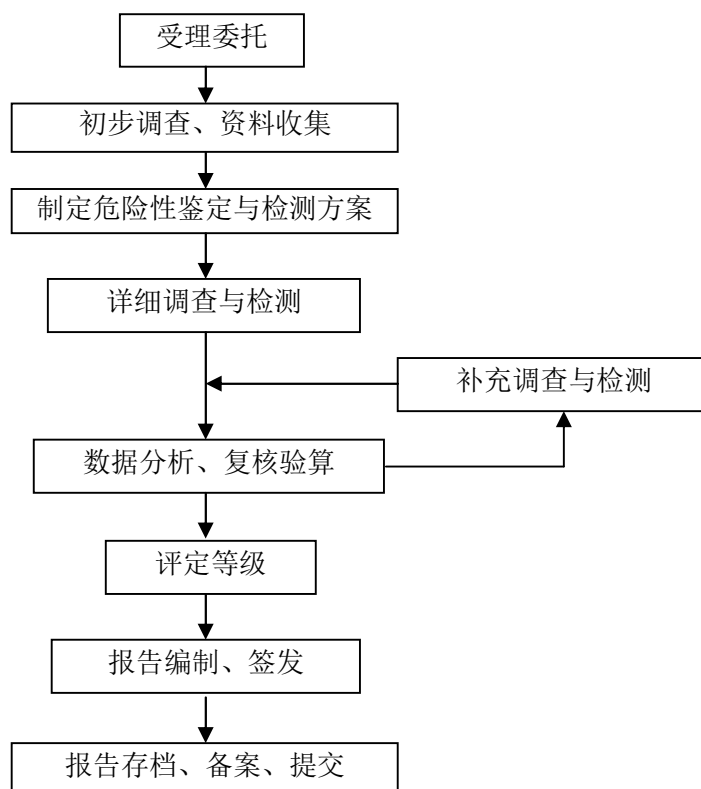 受理委托
初步调查、资料收集
制定危险性鉴定与检测方案
详细调查与检测
补充调查与检测
数据分析、复核验算
评定等级
报告编制、签发
报告存档、备案、提交